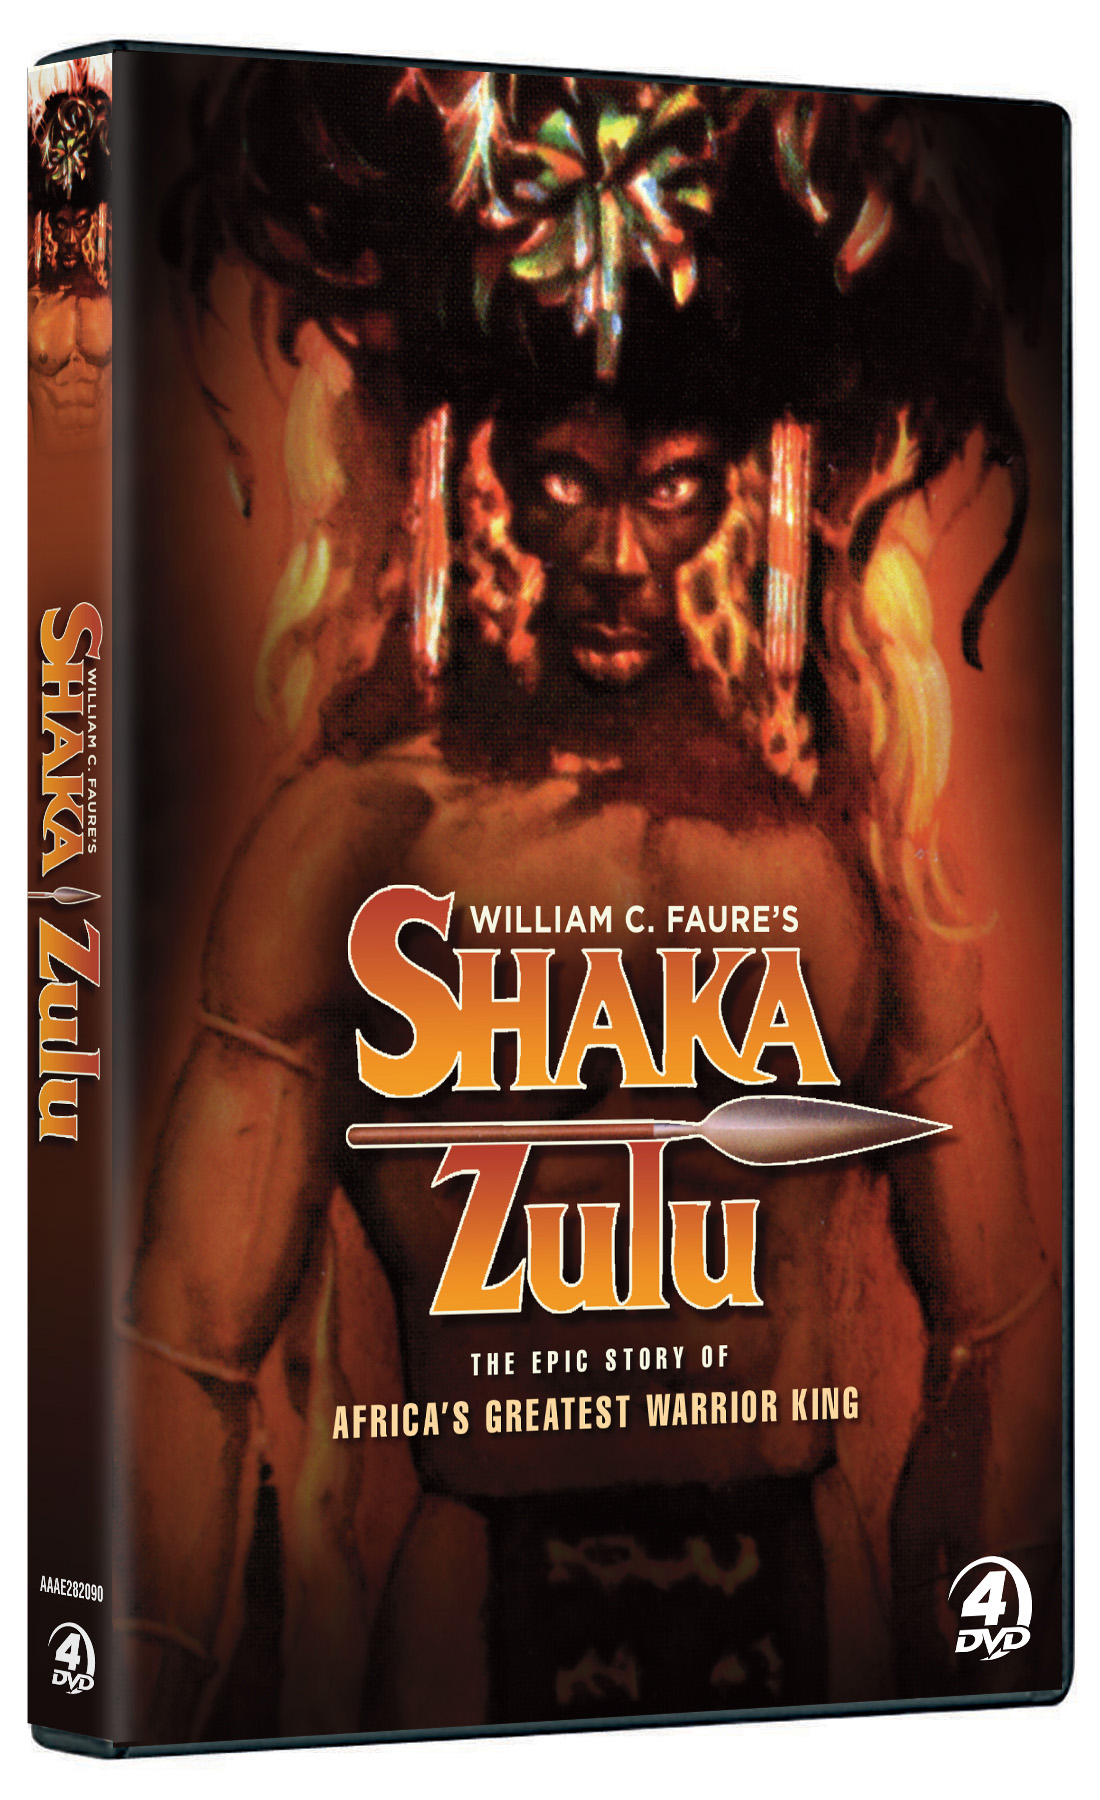 WILLIAM C. FAURE'S
SHAKA
Zulu
THE EPIC STORY OF
AFRICA'S GREATEST WARRIOR KING
4
DVD
WILLIAM C. FAURE'S
SHAKA Zulu
AAAE282090
4
DVD